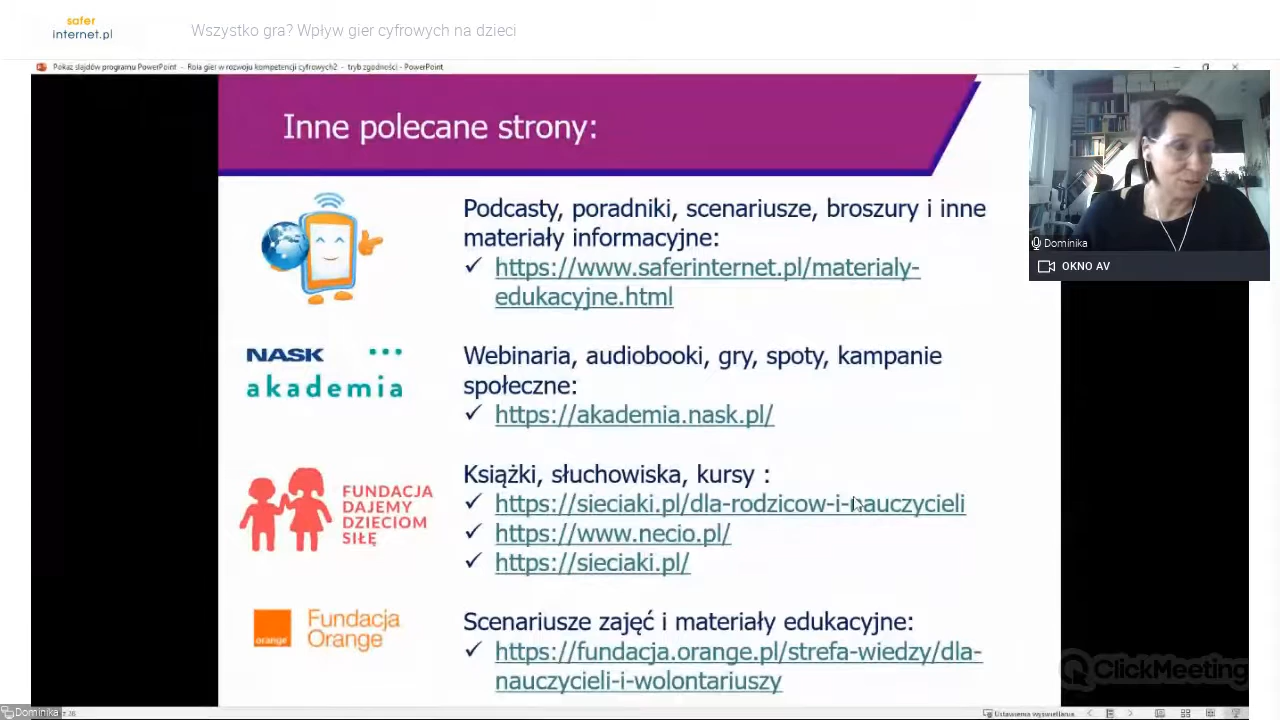 safer
internet.pl
Wszystko gra? Wpływ gier cyfrowych na dzieci
Pokaz slajdów programu PowerPoint - Rola gier w rozwoju kompetencji cyfrowych2 - tryb zgodności - PowerPoint
Inne polecane strony:
Podcasty, poradniki, scenariusze, broszury i inne
materiały informacyjne:
✓ https://www.saferinternet.pl/materialy-
edukacyjne.html
NASK
akademia
Webinaria, audiobooki, gry, spoty, kampanie
społeczne:
✓ https://akademia.nask.pl/
FUNDACJA
DAJEMY
DZIECIOM
SIŁĘ
Książki, słuchowiska, kursy :
✓ https://sieciaki.pl/dla-rodzicow-i-nauczycieli
✓ https://www.necio.pl/
✓ https://sieciaki.pl/
orange
Fundacja
Orange
Scenariusze zajęć i materiały edukacyjne:
✓ https://fundacja.orange.pl/strefa-wiedzy/dla-
nauczycieli-i-wolontariuszy
Dominika
OKNO AV
ClickMeeting
Dominika
Ustawienia wyświetlania